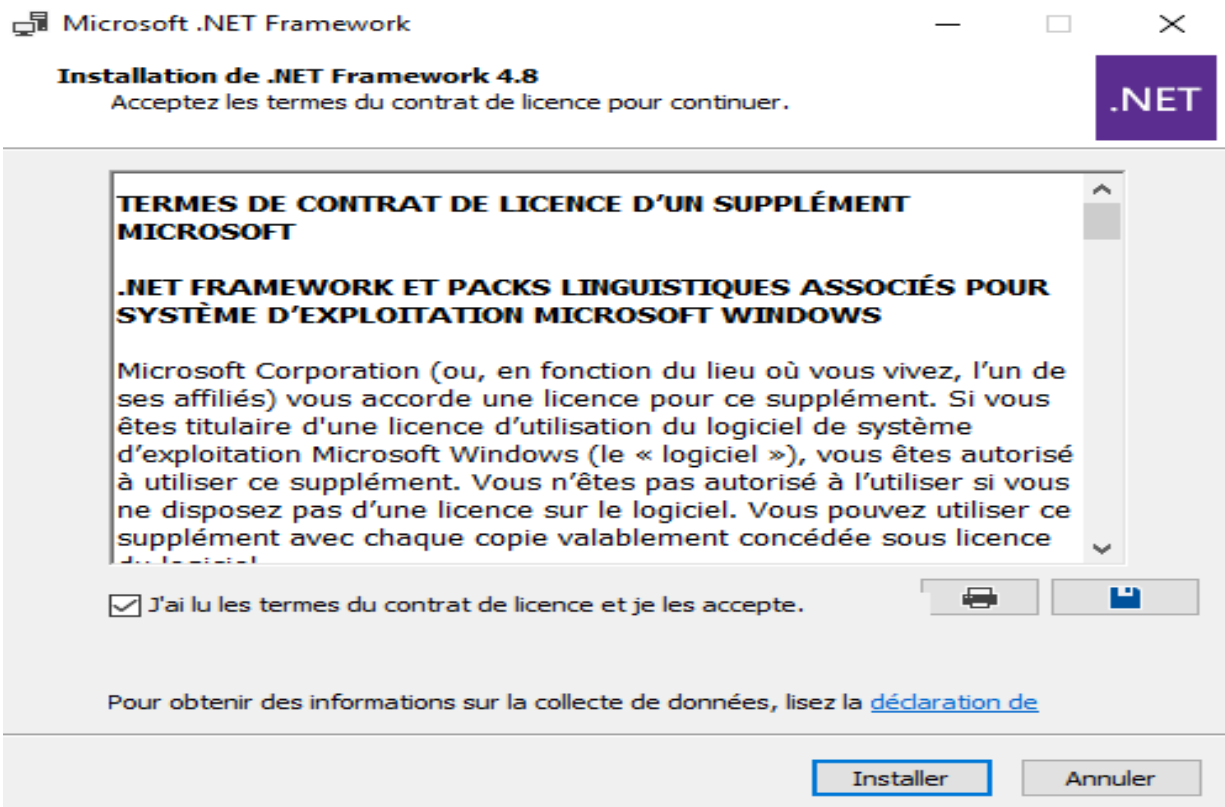 Microsoft .NET Framework
Installation de .NET Framework 4.8
Acceptez les termes du contrat de licence pour continuer.
.NET
TERMES DE CONTRAT DE LICENCE D’UN SUPPLÉMENT
MICROSOFT
.NET FRAMEWORK ET PACKS LINGUISTIQUES ASSOCIÉS POUR
SYSTÈME D’EXPLOITATION MICROSOFT WINDOWS
Microsoft Corporation (ou, en fonction du lieu où vous vivez, l’un de
ses affiliés) vous accorde une licence pour ce supplément. Si vous
êtes titulaire d'une licence d’utilisation du logiciel de système
d’exploitation Microsoft Windows (le « logiciel »), vous êtes autorisé
à utiliser ce supplément. Vous n’êtes pas autorisé à l’utiliser si vous
ne disposez pas d’une licence sur le logiciel. Vous pouvez utiliser ce
supplément avec chaque copie valablement concédée sous licence
J'ai lu les termes du contrat de licence et je les accepte.
Pour obtenir des informations sur la collecte de données, lisez la déclaration de
Installer
Annuler